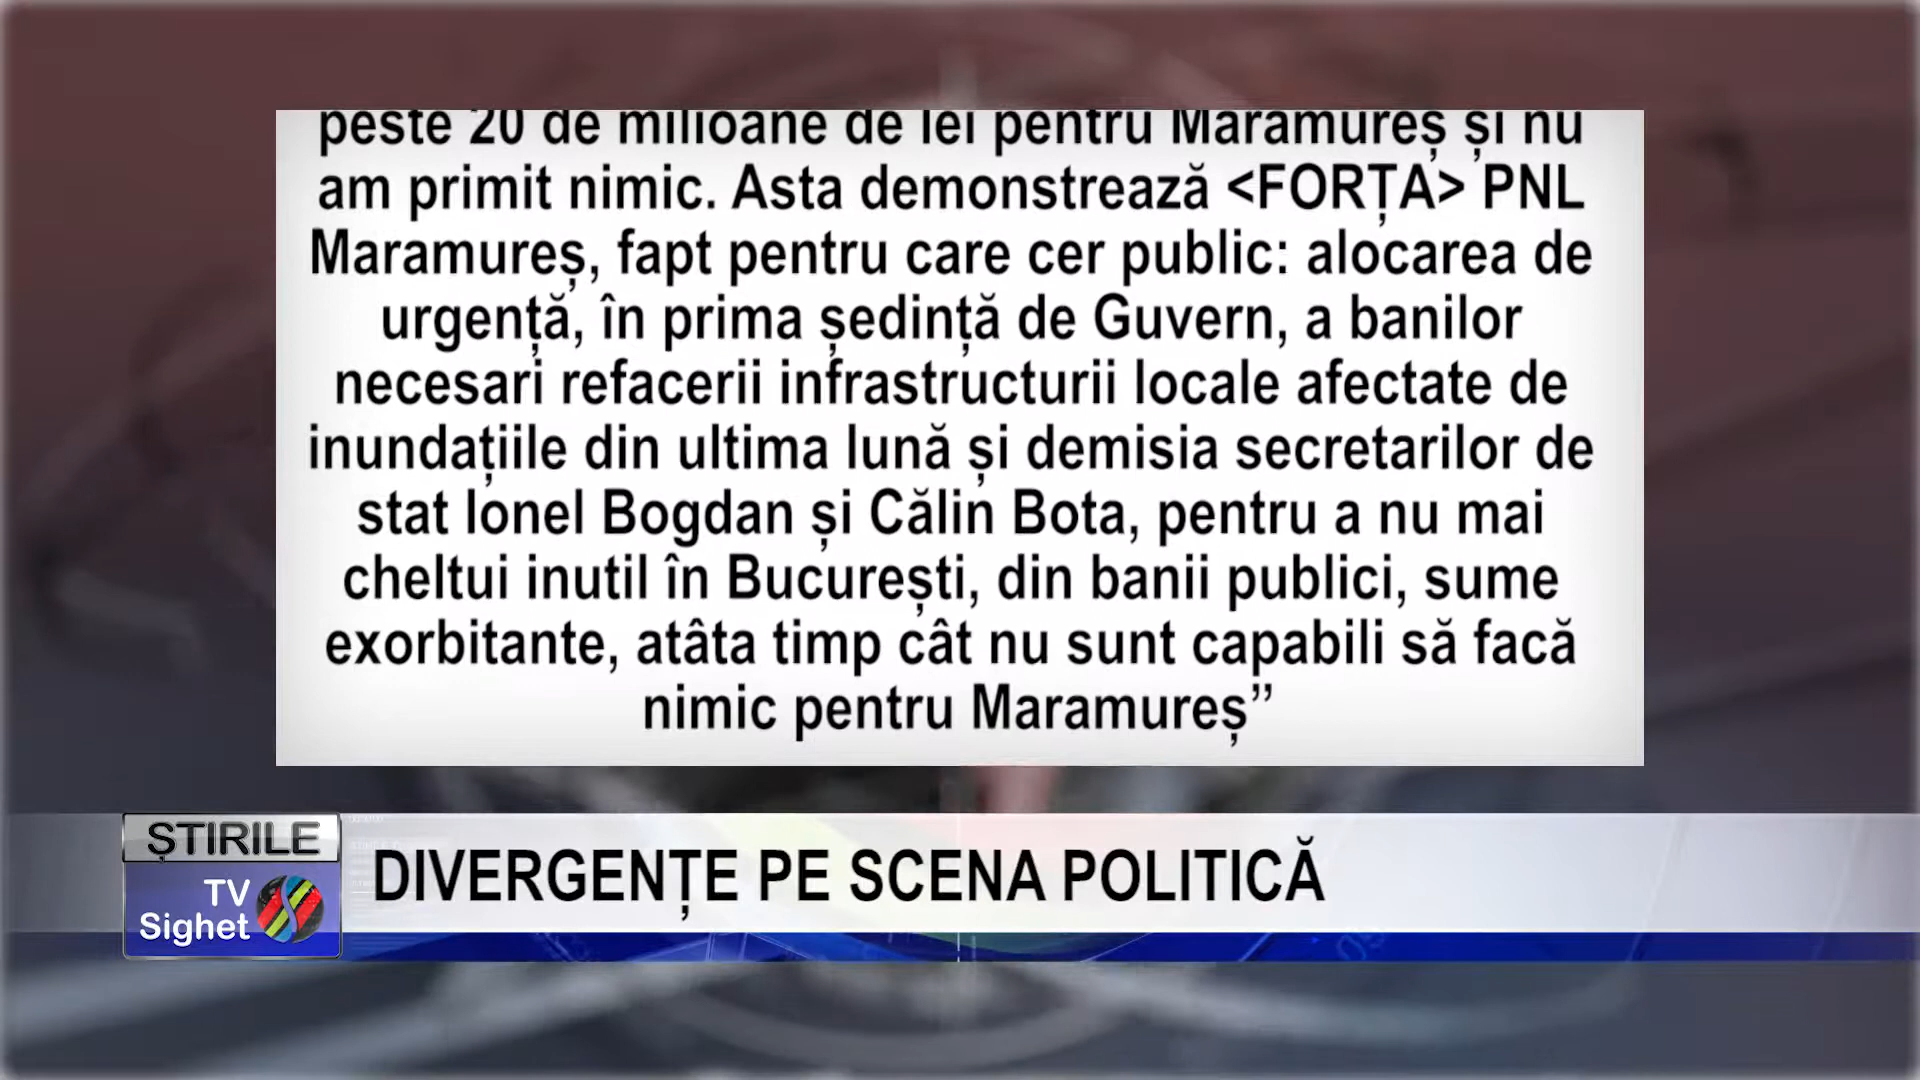 peste 20 de milioane de lei pentru Maramureș și nu
am primit nimic. Asta demonstrează <FORȚA> PNL
Maramureș, fapt pentru care cer public: alocarea de
urgență, în prima ședință de Guvern, a banilor
necesari refacerii infrastructurii locale afectate de
inundațiile din ultima lună și demisia secretarilor de
stat Ionel Bogdan și Călin Bota, pentru a nu mai
cheltui inutil în București, din banii publici, sume
exorbitante, atâta timp cât nu sunt capabili să facă
nimic pentru Maramureș”
ȘTIRILE
TV
Sighet
DIVERGENȚE PE SCENA POLITICĂ